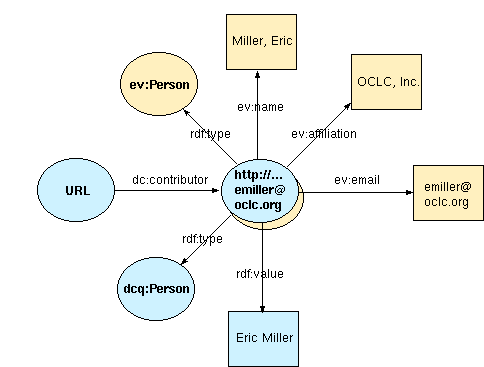 Miller, Eric
ev:Person
OCLC, Inc.
ev:name
rdf:type
ev:affiliation
URL
dc:contributor
http://...
emiller@
oclc.org
ev:email
emiller@
oclc.org
rdf:type
dcq:Person
rdf:value
Eric Miller